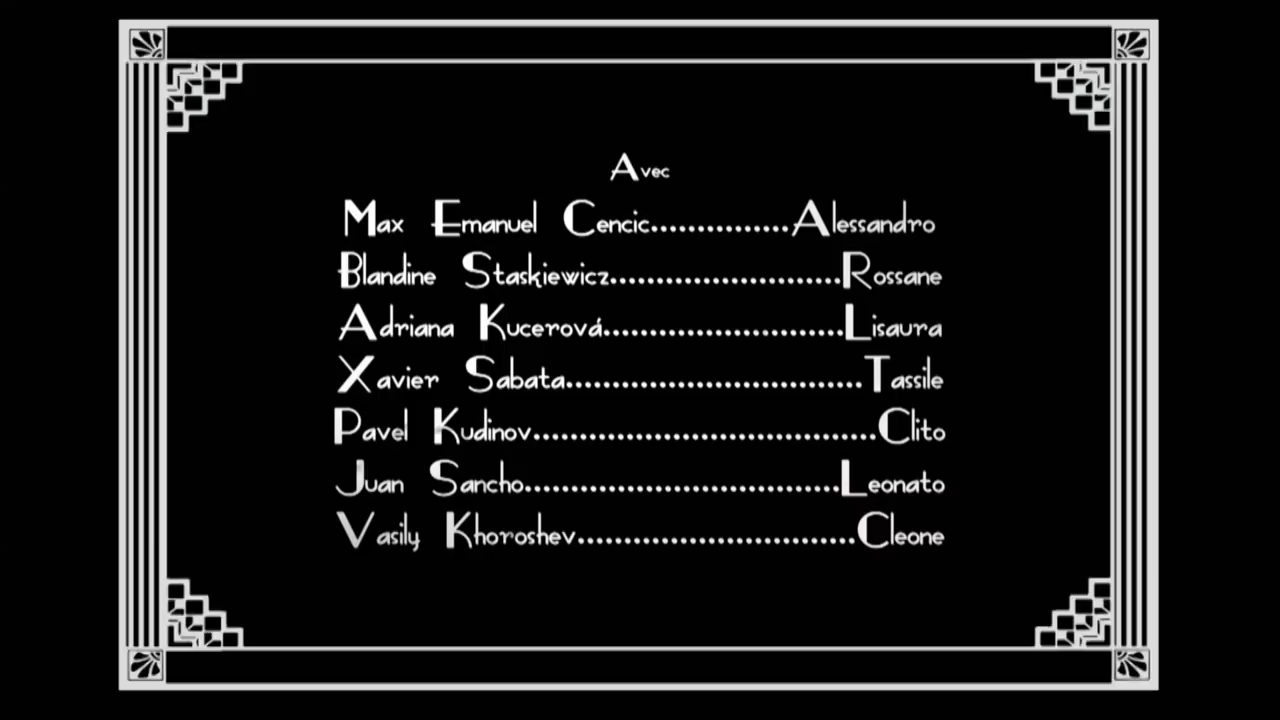 Avec
Max Emanuel Cencic...............Alessandro
Blandine Staskiewicz.........................Rossane
Adriana Kucerová..........................Lisaura
Xavier Sabata................................Tassile
Pavel Kudinov.....................................Clito
Juan Sancho..................................Leonato
Vasily Khoroshev..............................Cleone